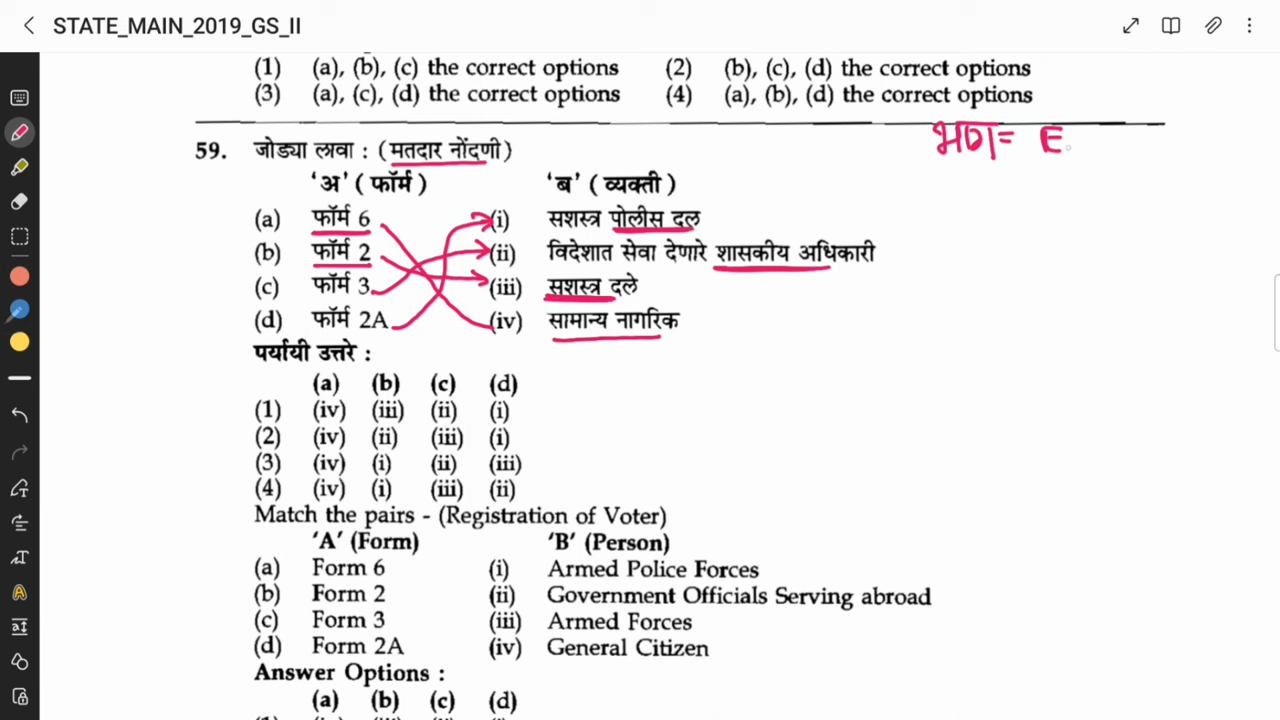 STATE_MAIN_2019_GS_II
(1) (a), (b), (c) the correct options (2) (b), (c), (d) the correct options
(3) (a), (c), (d) the correct options (4) (a), (b), (d) the correct options
59. जोड्या लावा : (मतदार नोंदणी)
'अ' (फॉर्म) 'ब' (व्यक्ती)
(a) फॉर्म 6 (i) सशस्त्र पोलीस दल
(b) फॉर्म 2 (ii) विदेशात सेवा देणारे शासकीय अधिकारी
(c) फॉर्म 3 (iii) सशस्त्र दले
(d) फॉर्म 2A (iv) सामान्य नागरिक
पर्यायी उत्तरे :
(a) (b) (c) (d)
(1) (iv) (iii) (ii) (i)
(2) (iv) (ii) (iii) (i)
(3) (iv) (i) (ii) (iii)
(4) (iv) (i) (iii) (ii)
Match the pairs - (Registration of Voter)
'A' (Form) 'B' (Person)
(a) Form 6 (i) Armed Police Forces
(b) Form 2 (ii) Government Officials Serving abroad
(c) Form 3 (iii) Armed Forces
(d) Form 2A (iv) General Citizen
Answer Options :
(a) (b) (c) (d)